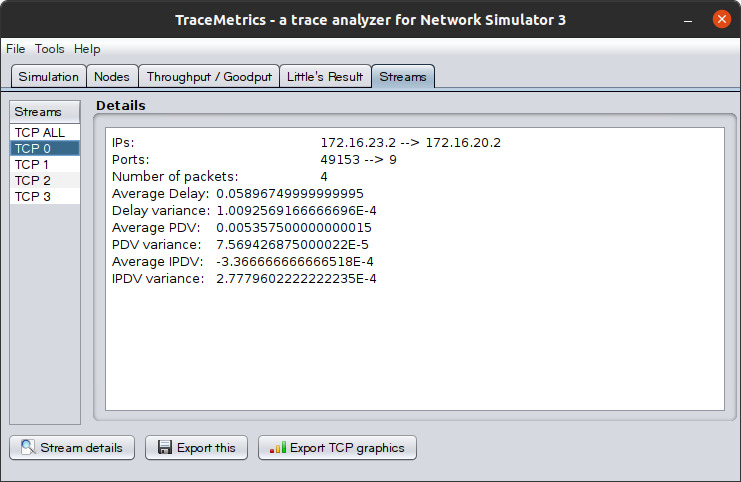 TraceMetrics - a trace analyzer for Network Simulator 3
File Tools Help
Simulation Nodes Throughput / Goodput Little's Result Streams
Streams
TCP ALL
TCP 0
TCP 1
TCP 2
TCP 3
Details
IPs: 172.16.23.2 --> 172.16.20.2
Ports: 49153 --> 9
Number of packets: 4
Average Delay: 0.05896749999999995
Delay variance: 1.0092569166666696E-4
Average PDV: 0.005357500000000015
PDV variance: 7.569426875000022E-5
Average IPDV: -3.366666666666518E-4
IPDV variance: 2.7779602222222235E-4
Stream details Export this Export TCP graphics